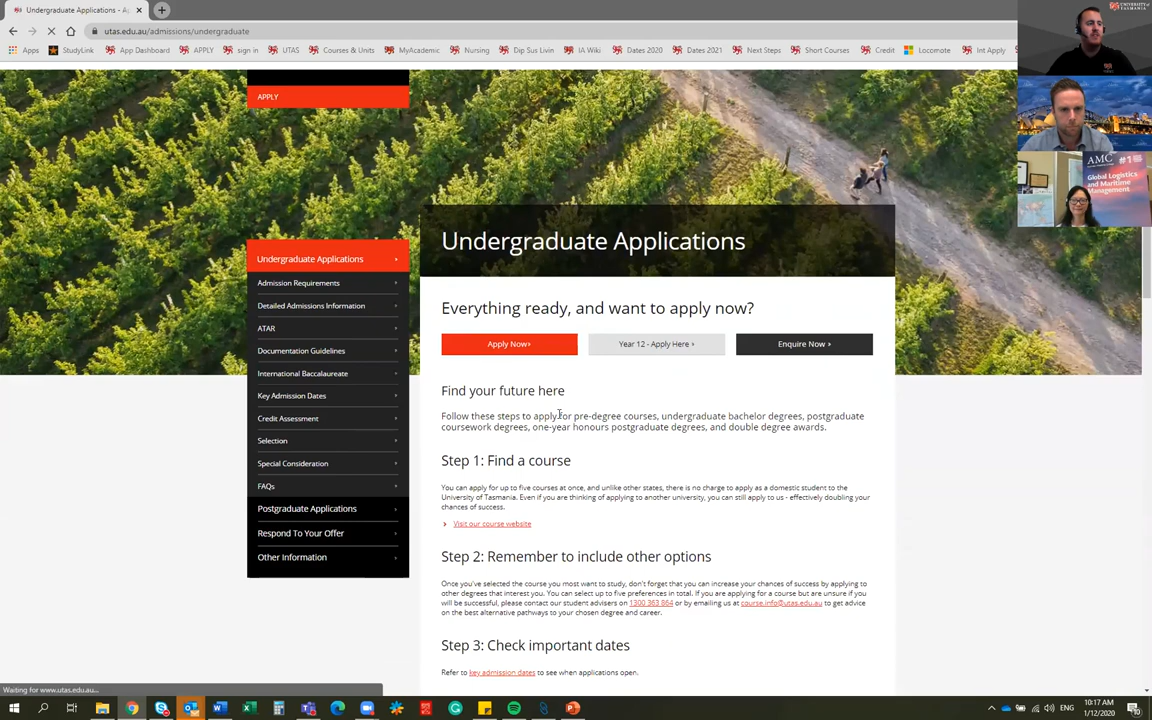 Undergraduate Applications - A
utas.edu.au/admissions/undergraduate
Apps StudyLink App Dashboard APPLY sign in UTAS Courses & Units MyAcademic Nursing Dip Sus Livin IA Wiki Dates 2020 Dates 2021 Next Steps Short Courses Credit Locomote Int Apply
UNIVERSITY of TASMANIA
AMC #1
Global Logistics and Maritime Management
APPLY
Undergraduate Applications
Admission Requirements
Detailed Admissions Information
ATAR
Documentation Guidelines
International Baccalaureate
Key Admission Dates
Credit Assessment
Selection
Special Consideration
FAQs
Postgraduate Applications
Respond To Your Offer
Other Information
Undergraduate Applications
Everything ready, and want to apply now?
Apply Now› Year 12 - Apply Here » Enquire Now »
Find your future here
Follow these steps to apply for pre-degree courses, undergraduate bachelor degrees, postgraduate
coursework degrees, one-year honours postgraduate degrees, and double degree awards.
Step 1: Find a course
You can apply for up to five courses at once, and unlike other states, there is no charge to apply as a domestic student to the
University of Tasmania. Even if you are thinking of applying to another university, you can still apply to us - effectively doubling your
chances of success.
Visit our course website
Step 2: Remember to include other options
Once you've selected the course you most want to study, don't forget that you can increase your chances of success by applying to
other degrees that interest you. You can select up to five preferences in total. If you are applying for a course but are unsure if you
will be successful, please contact our student advisers on 1300 363 864 or by emailing us at course.info@utas.edu.au to get advice
on the best alternative pathways to your chosen degree and career.
Step 3: Check important dates
Refer to key admission dates to see when applications open.
Waiting for www.utas.edu.au...
10:17 AM
1/12/2020